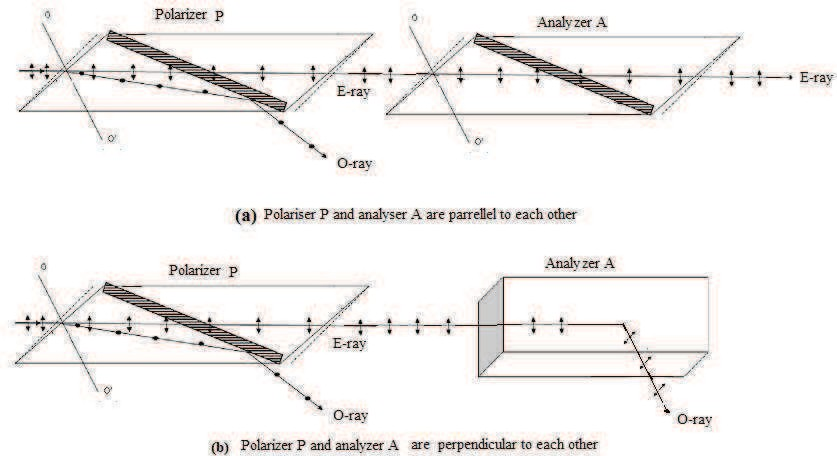 Polarizer P
Analyzer A
O
O
E-ray
E-ray
O'
O'
O-ray
(a) Polariser P and analyser A are parrellel to each other
Polarizer P
Analyzer A
O
E-ray
O'
O-ray
O-ray
(b) Polarizer P and analyzer A are perpendicular to each other